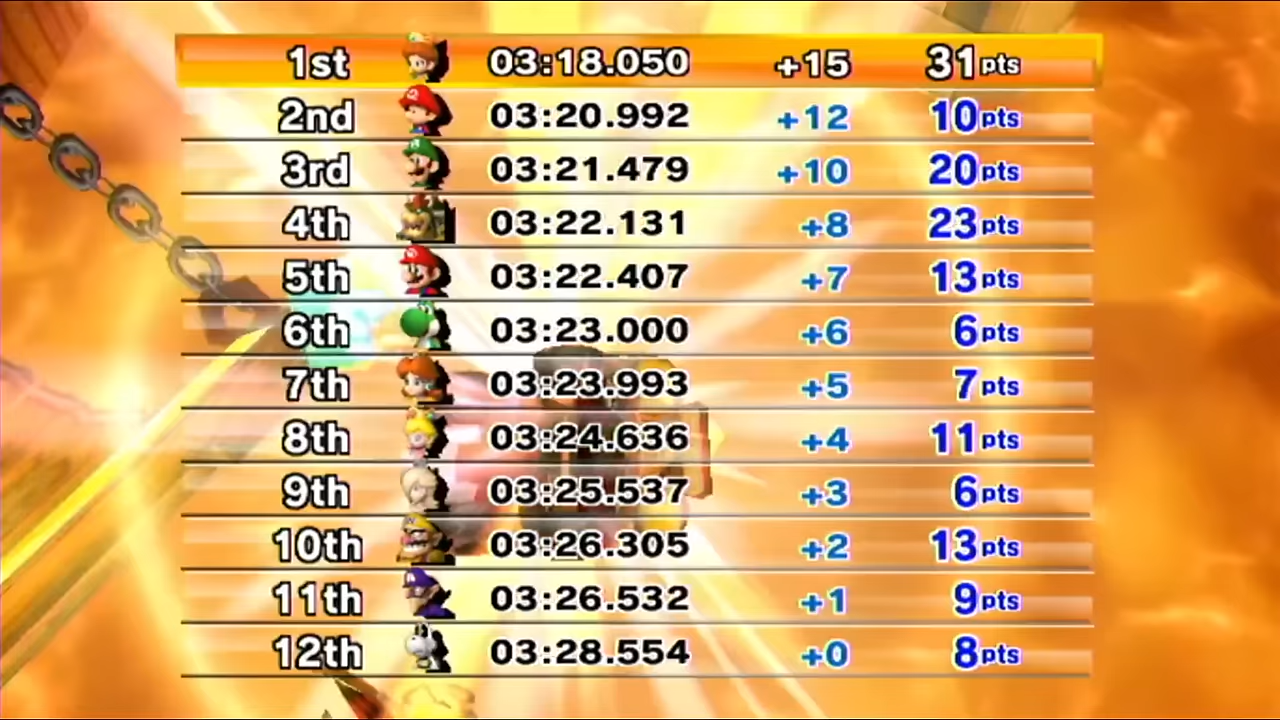 1st 03:18.050 +15 31pts
2nd 03:20.992 +12 10pts
3rd 03:21.479 +10 20pts
4th 03:22.131 +8 23pts
5th 03:22.407 +7 13pts
6th 03:23.000 +6 6pts
7th 03:23.993 +5 7pts
8th 03:24.636 +4 11pts
9th 03:25.537 +3 6pts
10th 03:26.305 +2 13pts
11th 03:26.532 +1 9pts
12th 03:28.554 +0 8pts